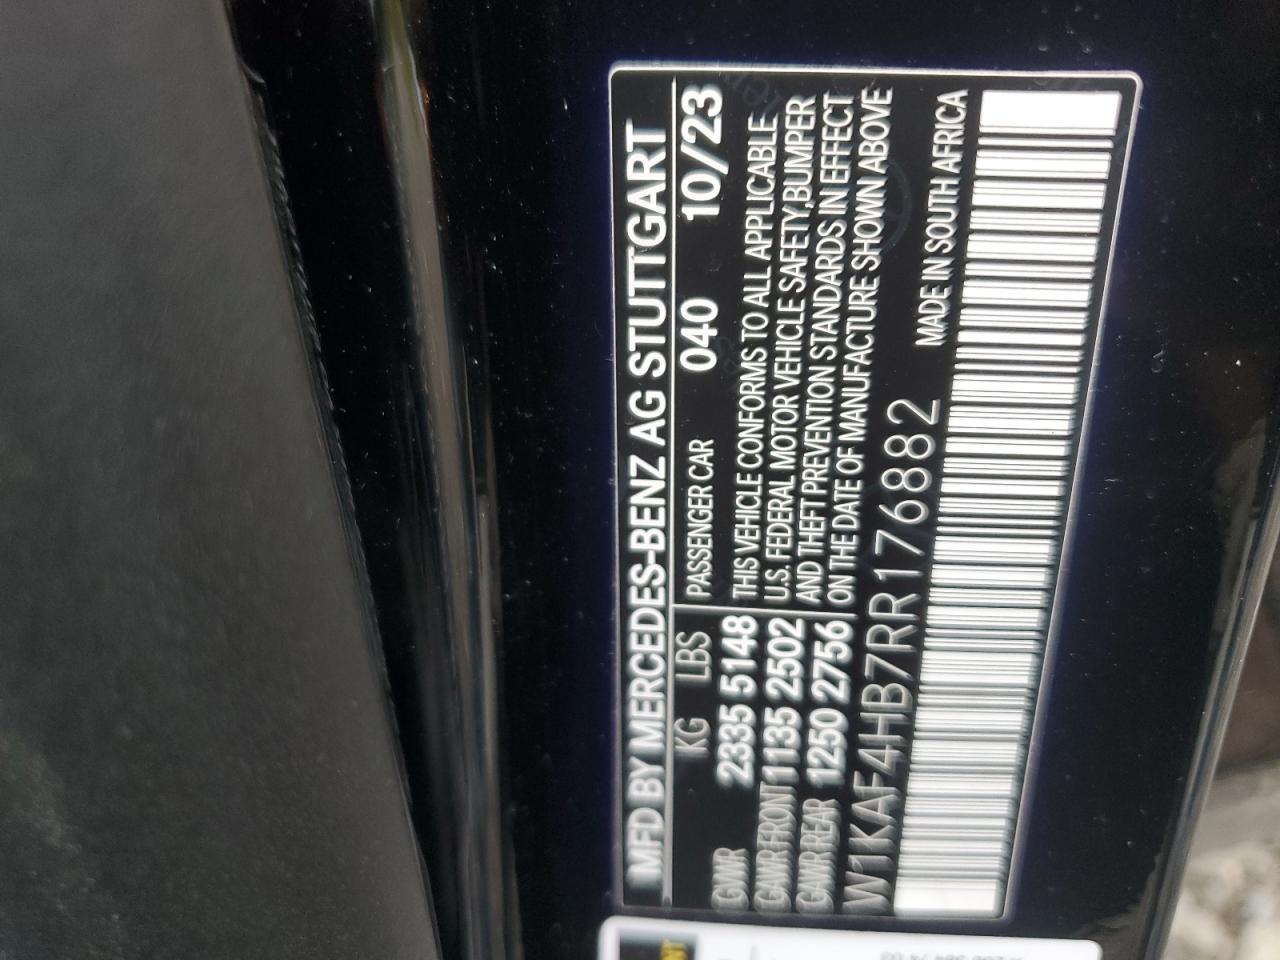 MFD BY MERCEDES-BENZ AG STUTTGART
KG LBS
GVWR 2335 5148
GAWR FRONT 1135 2502
GAWR REAR 1250 2756
PASSENGER CAR 040 10/23
THIS VEHICLE CONFORMS TO ALL APPLICABLE
U.S. FEDERAL MOTOR VEHICLE SAFETY,BUMPER
AND THEFT PREVENTION STANDARDS IN EFFECT
ON THE DATE OF MANUFACTURE SHOWN ABOVE
W1KAF4HB7RR176882
MADE IN SOUTH AFRICA